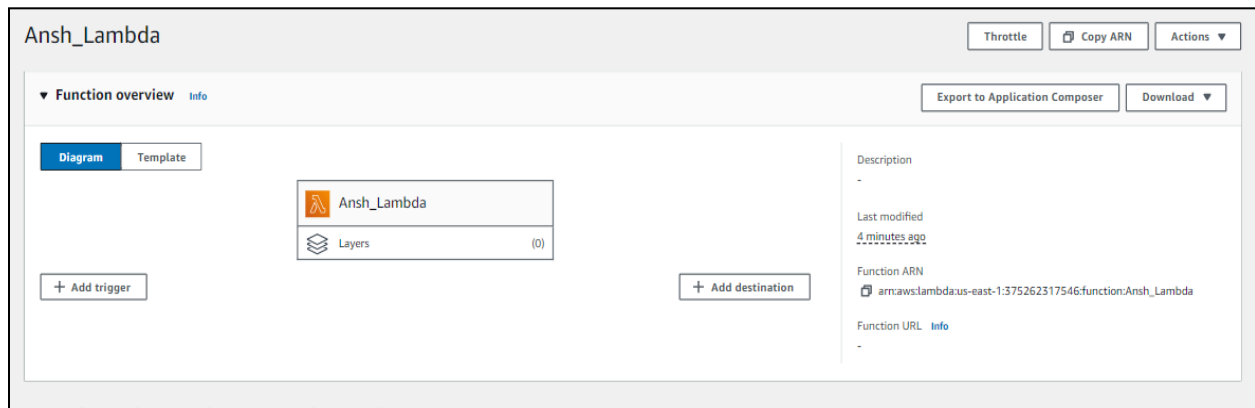 Ansh_Lambda
Throttle
Copy ARN
Actions
Function overview Info
Export to Application Composer
Download
Diagram
Template
Ansh_Lambda
Layers (0)
+ Add trigger
+ Add destination
Description
-
Last modified
4 minutes ago
Function ARN
arn:aws:lambda:us-east-1:375262317546:function:Ansh_Lambda
Function URL Info
-